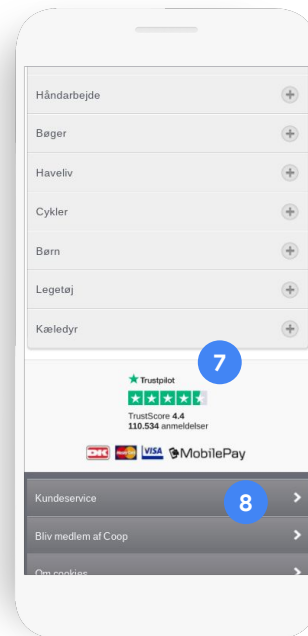 Håndarbejde
Bøger
Haveliv
Cykler
Børn
Legetøj
Kæledyr
7
Trustpilot
TrustScore 4.4
110.534 anmeldelser
DK VISA MobilePay
Kundeservice
8
Bliv medlem af Coop
Om cookies